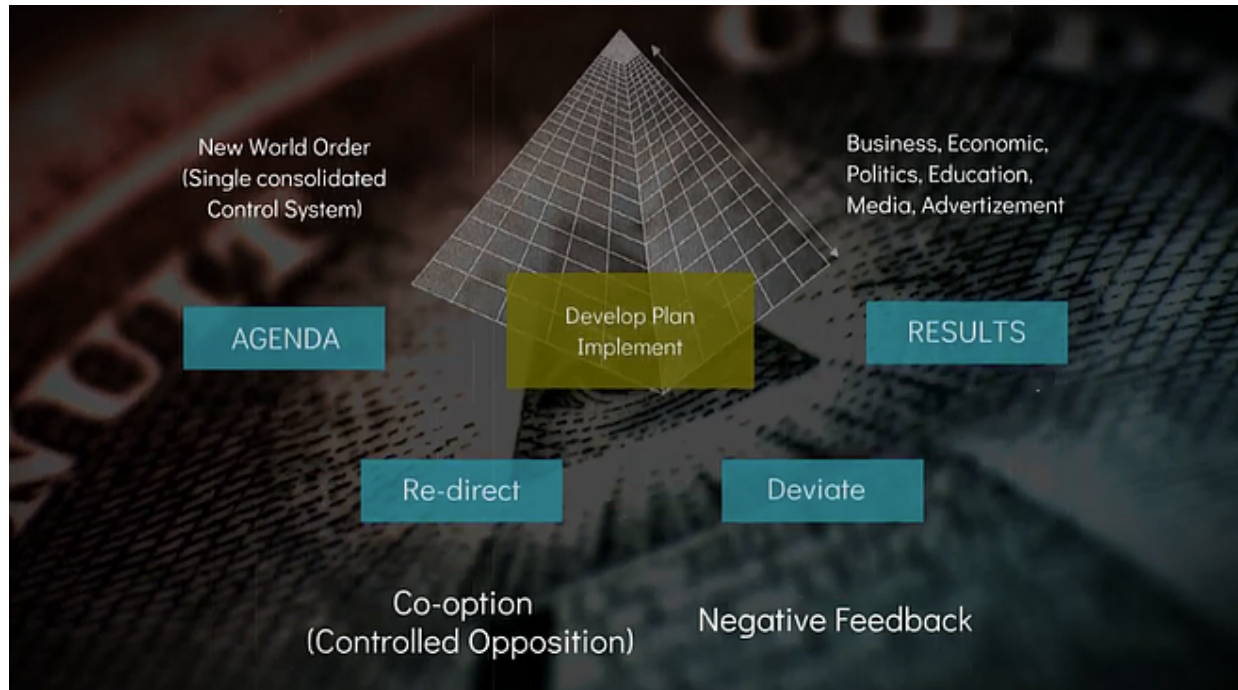 New World Order
(Single consolidated
Control System)
Business, Economic,
Politics, Education,
Media, Advertizement
AGENDA
Develop Plan
Implement
RESULTS
Re-direct
Deviate
Co-option
(Controlled Opposition)
Negative Feedback